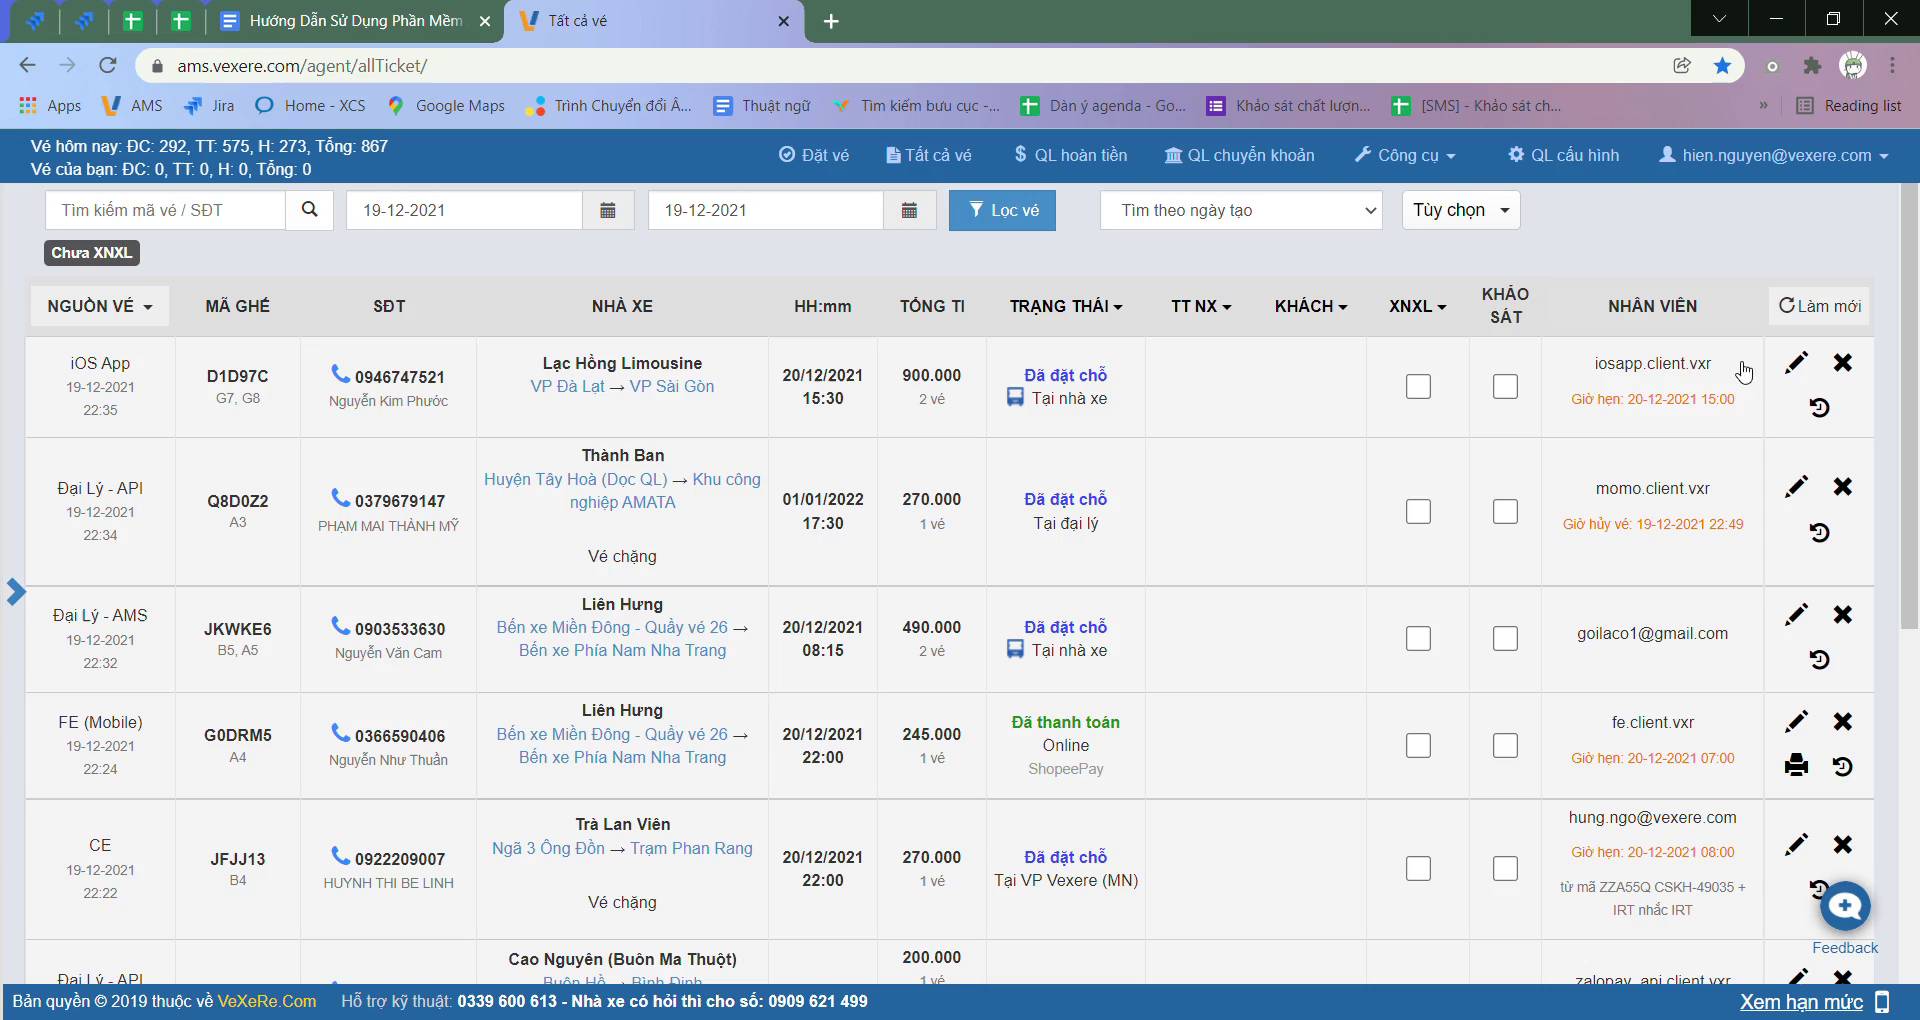 Hướng Dẫn Sử Dụng Phần Mềm
Tất cả vé
ams.vexere.com/agent/allTicket/
Apps AMS Jira Home - XCS Google Maps Trình Chuyển đổi Â... Thuật ngữ Tìm kiếm bưu cục -... Dàn ý agenda - Go... Khảo sát chất lượn... [SMS] - Khảo sát ch... » Reading list
Vé hôm nay: ĐC: 292, TT: 575, H: 273, Tổng: 867
Vé của bạn: ĐC: 0, TT: 0, H: 0, Tổng: 0
Đặt vé Tất cả vé QL hoàn tiền QL chuyển khoản Công cụ QL cấu hình hien.nguyen@vexere.com
Tìm kiếm mã vé / SĐT 19-12-2021 19-12-2021 Lọc vé Tìm theo ngày tạo Tùy chọn
Chưa XNXL
NGUỒN VÉ MÃ GHẾ SĐT NHÀ XE HH:mm TỔNG TI TRẠNG THÁI TT NX KHÁCH XNXL KHẢO SÁT NHÂN VIÊN Làm mới
iOS App
19-12-2021
22:35
D1D97C
G7, G8
0946747521
Nguyễn Kim Phước
Lạc Hồng Limousine
VP Đà Lạt → VP Sài Gòn
20/12/2021
15:30
900.000
2 vé
Đã đặt chỗ
Tại nhà xe
iosapp.client.vxr
Giờ hẹn: 20-12-2021 15:00
Đại Lý - API
19-12-2021
22:34
Q8D0Z2
A3
0379679147
PHẠM MAI THÀNH MỸ
Thành Ban
Huyện Tây Hoà (Dọc QL) → Khu công
nghiệp AMATA
Vé chặng
01/01/2022
17:30
270.000
1 vé
Đã đặt chỗ
Tại đại lý
momo.client.vxr
Giờ hủy vé: 19-12-2021 22:49
Đại Lý - AMS
19-12-2021
22:32
JKWKE6
B5, A5
0903533630
Nguyễn Văn Cam
Liên Hưng
Bến xe Miền Đông - Quầy vé 26 →
Bến xe Phía Nam Nha Trang
20/12/2021
08:15
490.000
2 vé
Đã đặt chỗ
Tại nhà xe
goilaco1@gmail.com
FE (Mobile)
19-12-2021
22:24
G0DRM5
A4
0366590406
Nguyễn Như Thuần
Liên Hưng
Bến xe Miền Đông - Quầy vé 26 →
Bến xe Phía Nam Nha Trang
20/12/2021
22:00
245.000
1 vé
Đã thanh toán
Online
ShopeePay
fe.client.vxr
Giờ hẹn: 20-12-2021 07:00
CE
19-12-2021
22:22
JFJJ13
B4
0922209007
HUYNH THI BE LINH
Trà Lan Viên
Ngã 3 Ông Đồn → Trạm Phan Rang
Vé chặng
20/12/2021
22:00
270.000
1 vé
Đã đặt chỗ
Tại VP Vexere (MN)
hung.ngo@vexere.com
Giờ hẹn: 20-12-2021 08:00
từ mã ZZA55Q CSKH-49035 +
IRT nhắc IRT
Đại Lý - API
Cao Nguyên (Buôn Ma Thuột)
Buôn Hồ → Bình Định
200.000
1 vé
zalopay_api.client.vxr
Feedback
Bản quyền © 2019 thuộc về VeXeRe.Com Hỗ trợ kỹ thuật: 0339 600 613 - Nhà xe có hỏi thì cho số: 0909 621 499 Xem hạn mức